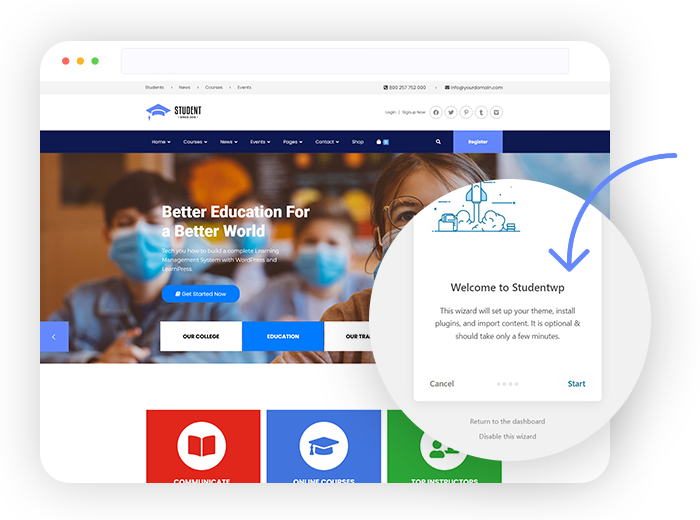 Students News Courses Events
800 257 752 000 info@yourdomain.com
STUDENT
Login | Signup Now
Home Courses News Events Pages Contact Shop 0 Register
Better Education For
a Better World
Tech you how to build a complete Learning
Management System with WordPress and
LearnPress.
Get Started Now
OUR COLLEGE
EDUCATION
OUR TRA
Welcome to Studentwp
This wizard will set up your theme, install
plugins, and import content. It is optional &
should take only a few minutes.
Cancel
Start
Return to the dashboard
Disable this wizard
COMMUNICATE
ONLINE COURSES
TOP INSTRUCTORS